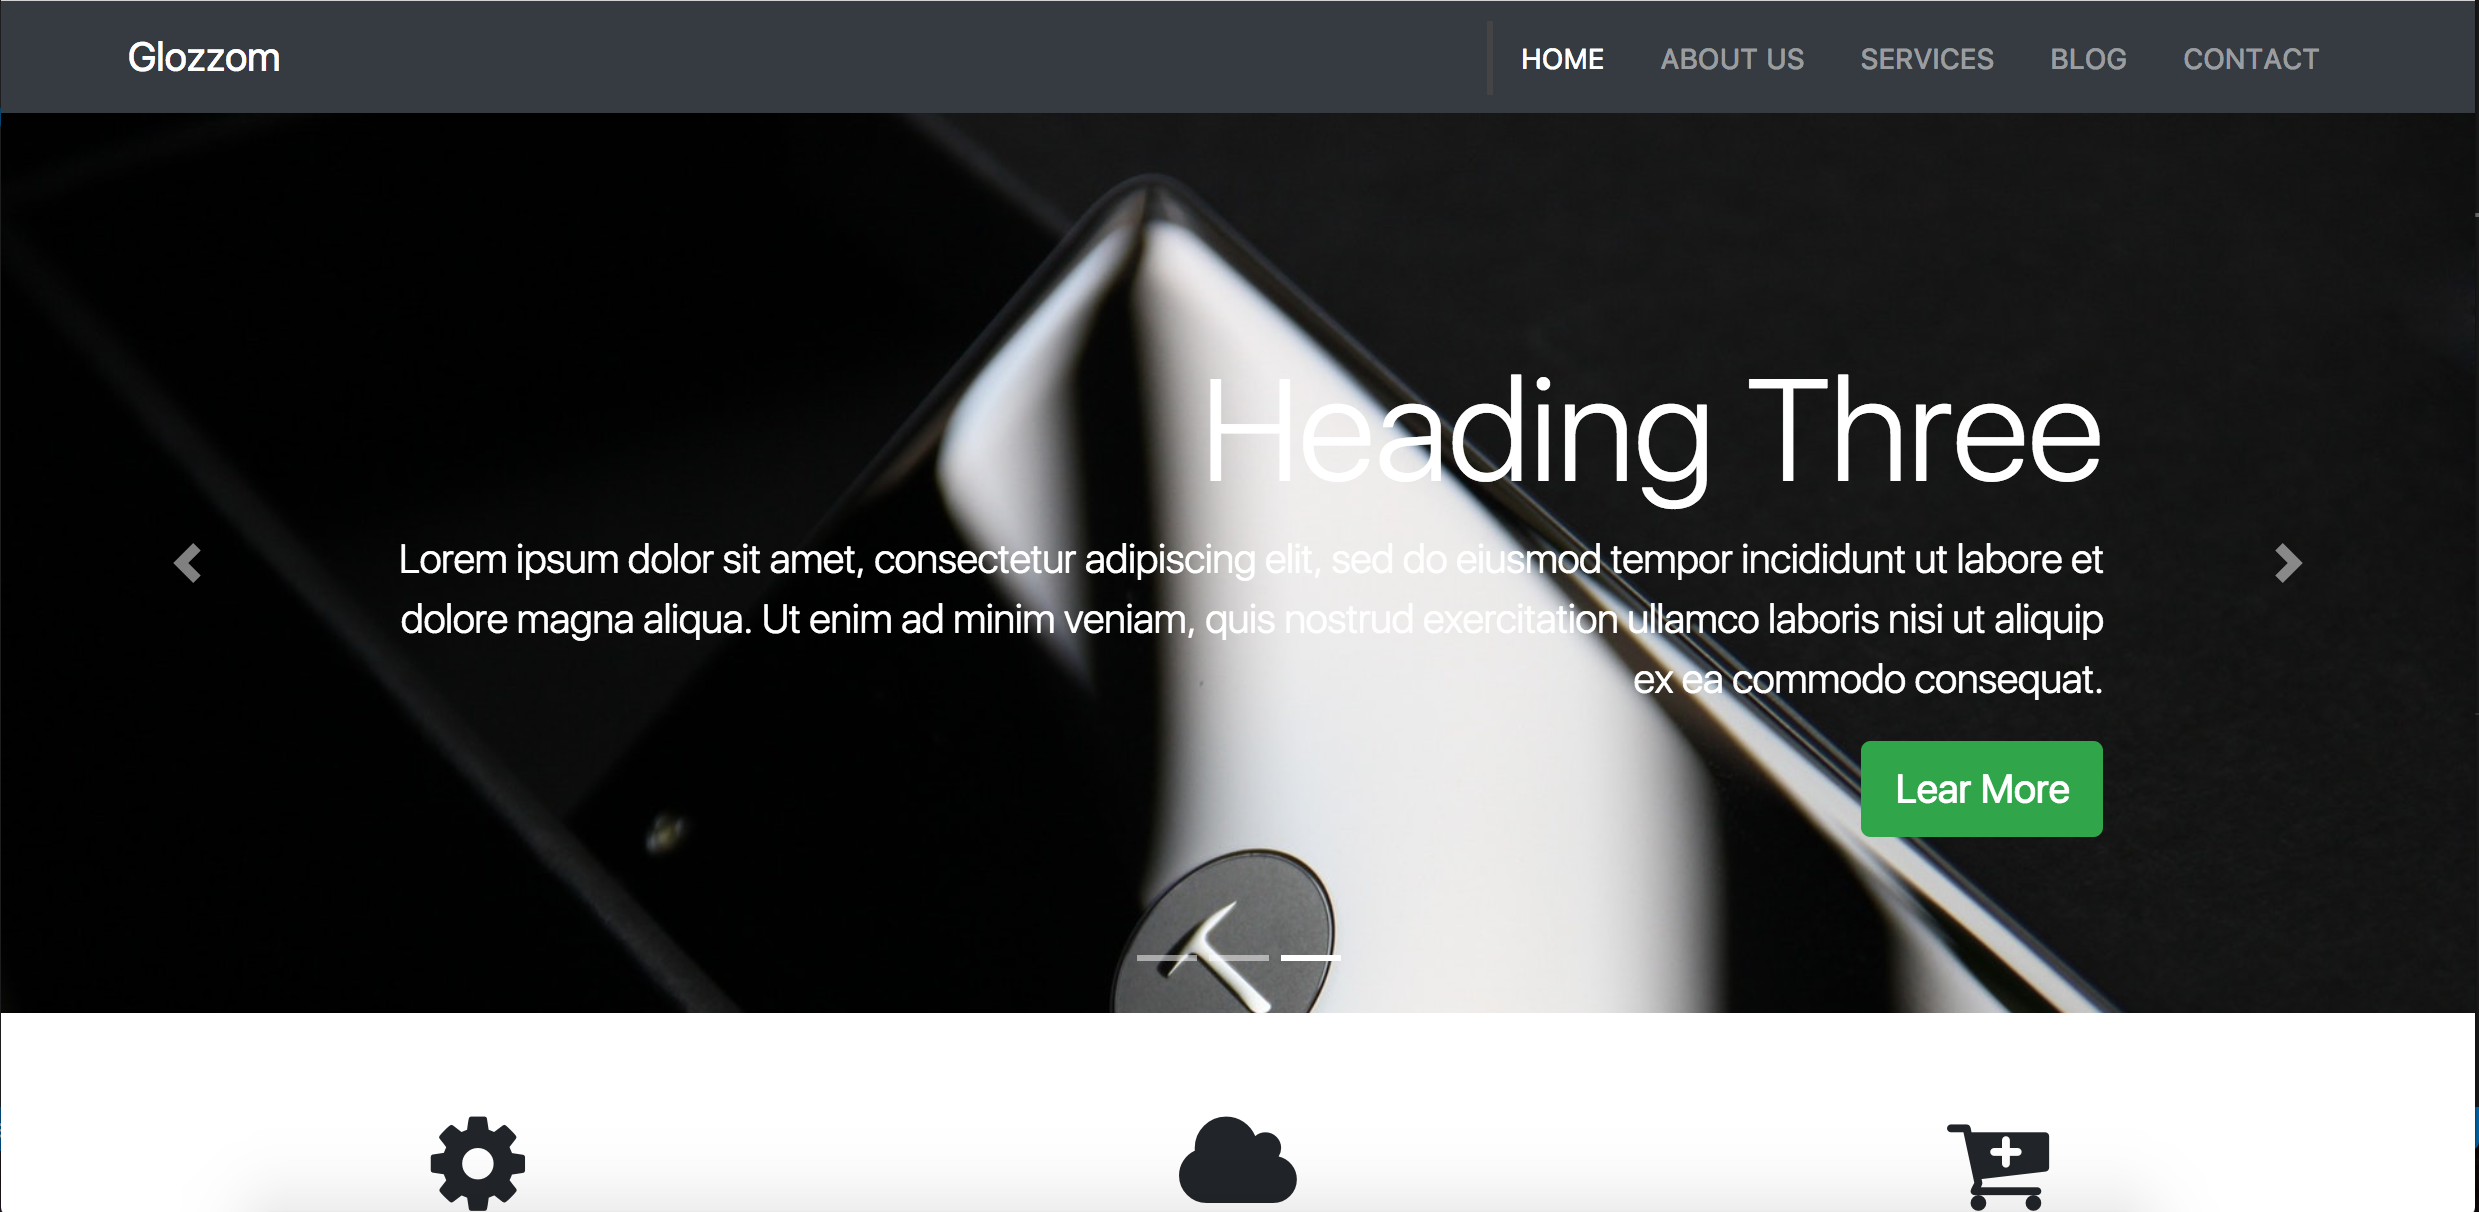 Glozzom
HOME ABOUT US SERVICES BLOG CONTACT
Heading Three
Lorem ipsum dolor sit amet, consectetur adipiscing elit, sed do eiusmod tempor incididunt ut labore et
dolore magna aliqua. Ut enim ad minim veniam, quis nostrud exercitation ullamco laboris nisi ut aliquip
ex ea commodo consequat.
Lear More